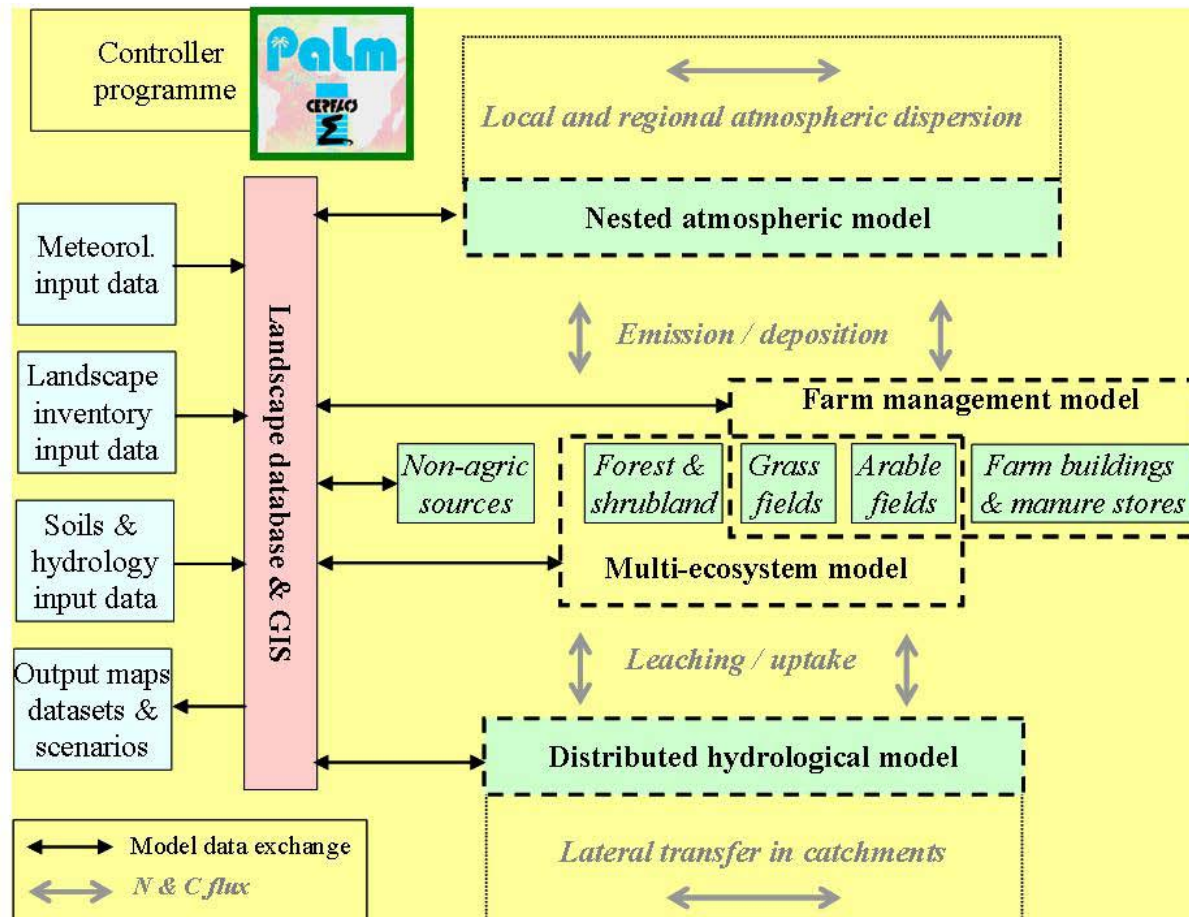 Controller
programme
PaLm
CERFACS
Local and regional atmospheric dispersion
Nested atmospheric model
Meteorol.
input data
Landscape
inventory
input data
Soils &
hydrology
input data
Output maps
datasets &
scenarios
Landscape database & GIS
Emission / deposition
Farm management model
Non-agric
sources
Forest &
shrubland
Grass
fields
Arable
fields
Farm buildings
& manure stores
Multi-ecosystem model
Leaching / uptake
Distributed hydrological model
Lateral transfer in catchments
Model data exchange
N & C flux